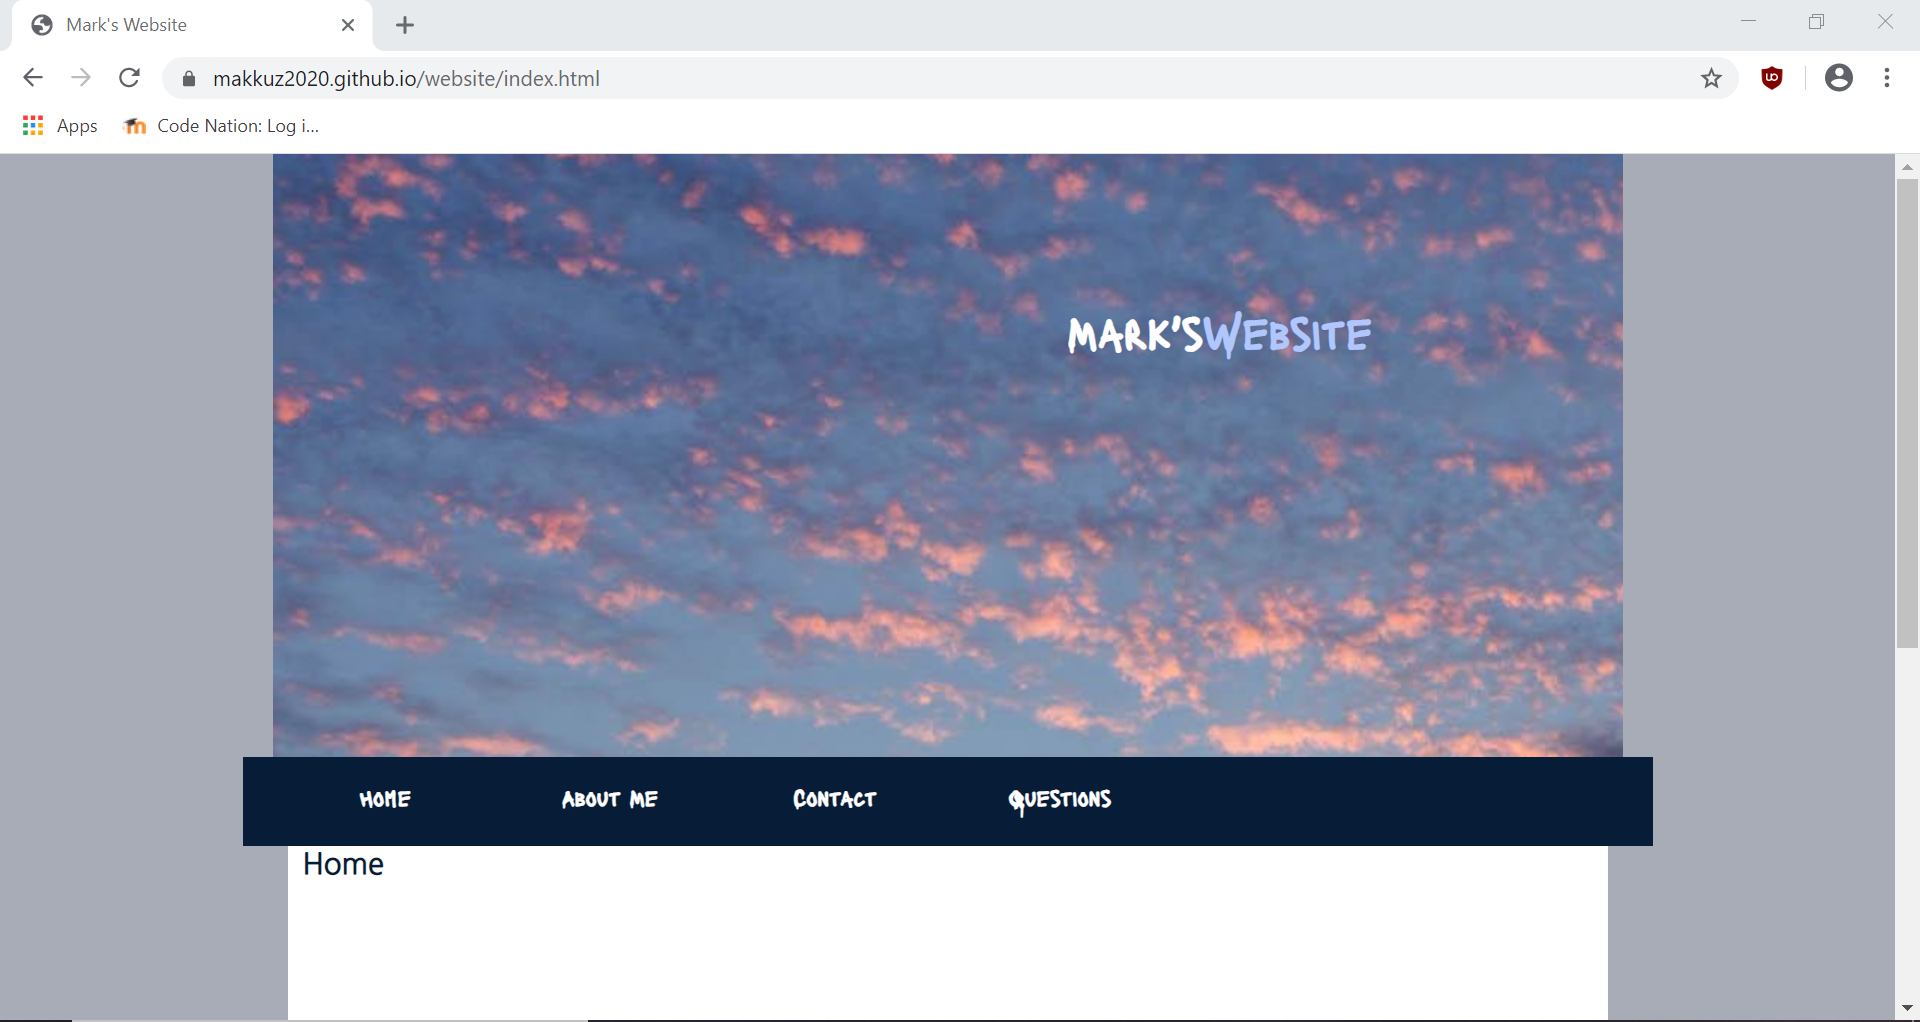 Mark's Website
makkuz2020.github.io/website/index.html
Apps Code Nation: Log i...
MARK'SWEBSITE
HOME ABOUT ME CONTACT QUESTIONS
Home